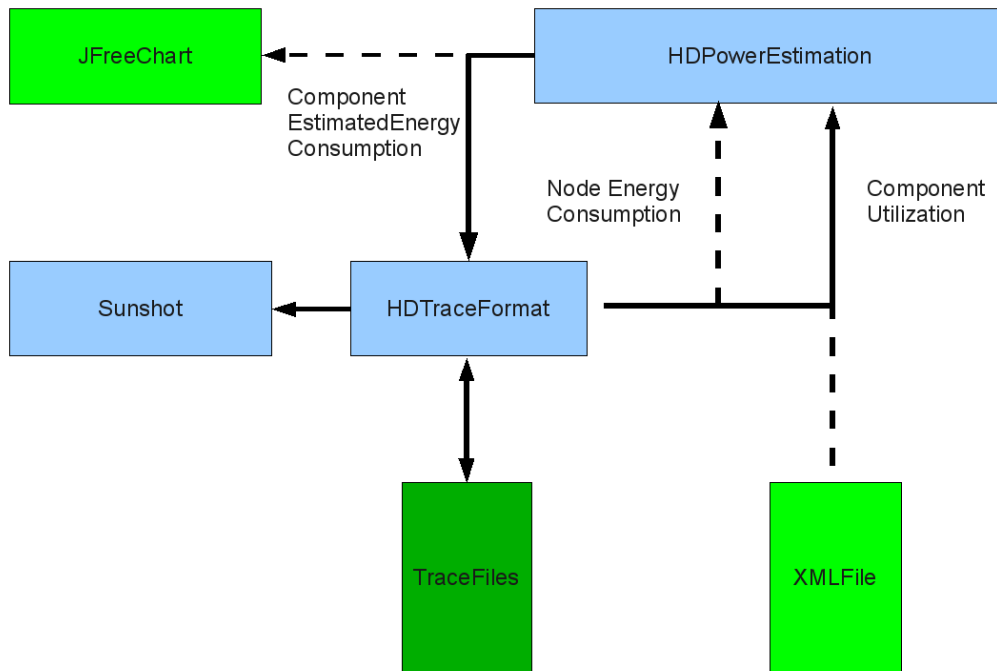 JFreeChart
HDPowerEstimation
Component
EstimatedEnergy
Consumption
Node Energy
Consumption
Component
Utilization
Sunshot
HDTraceFormat
TraceFiles
XMLFile